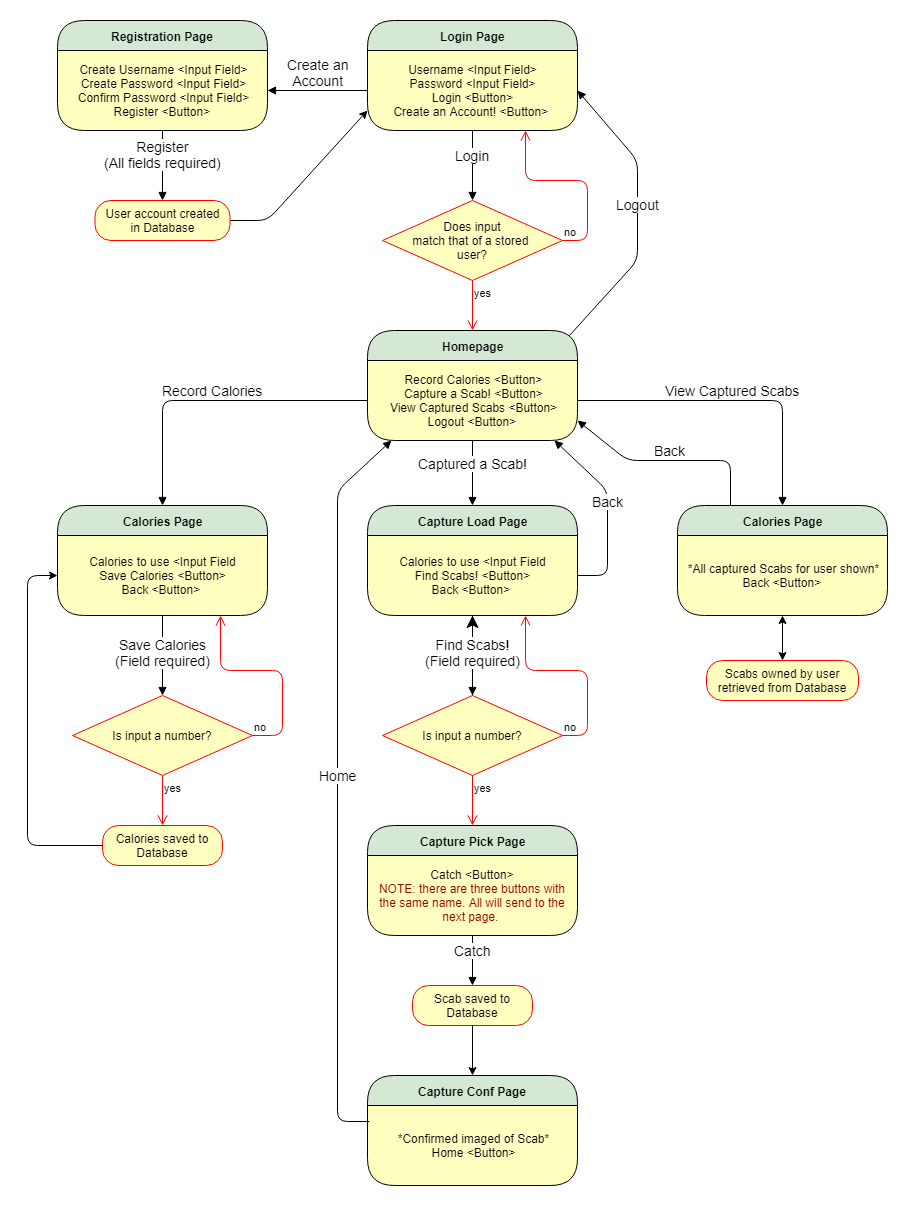 Registration Page
Create Username <Input Field>
Create Password <Input Field>
Confirm Password <Input Field>
Register <Button>
Create an
Account
Login Page
Username <Input Field>
Password <Input Field>
Login <Button>
Create an Account! <Button>
Register
(All fields required)
User account created
in Database
Login
Does input
match that of a stored
user?
no
yes
Logout
Homepage
Record Calories <Button>
Capture a Scab! <Button>
View Captured Scabs <Button>
Logout <Button>
Record Calories
View Captured Scabs
Captured a Scab!
Back
Back
Calories Page
Calories to use <Input Field
Save Calories <Button>
Back <Button>
Capture Load Page
Calories to use <Input Field
Find Scabs! <Button>
Back <Button>
Calories Page
*All captured Scabs for user shown*
Back <Button>
Save Calories
(Field required)
Find Scabs!
(Field required)
Scabs owned by user
retrieved from Database
Is input a number?
no
yes
Is input a number?
no
yes
Home
Calories saved to
Database
Capture Pick Page
Catch <Button>
NOTE: there are three buttons with
the same name. All will send to the
next page.
Catch
Scab saved to
Database
Capture Conf Page
*Confirmed imaged of Scab*
Home <Button>